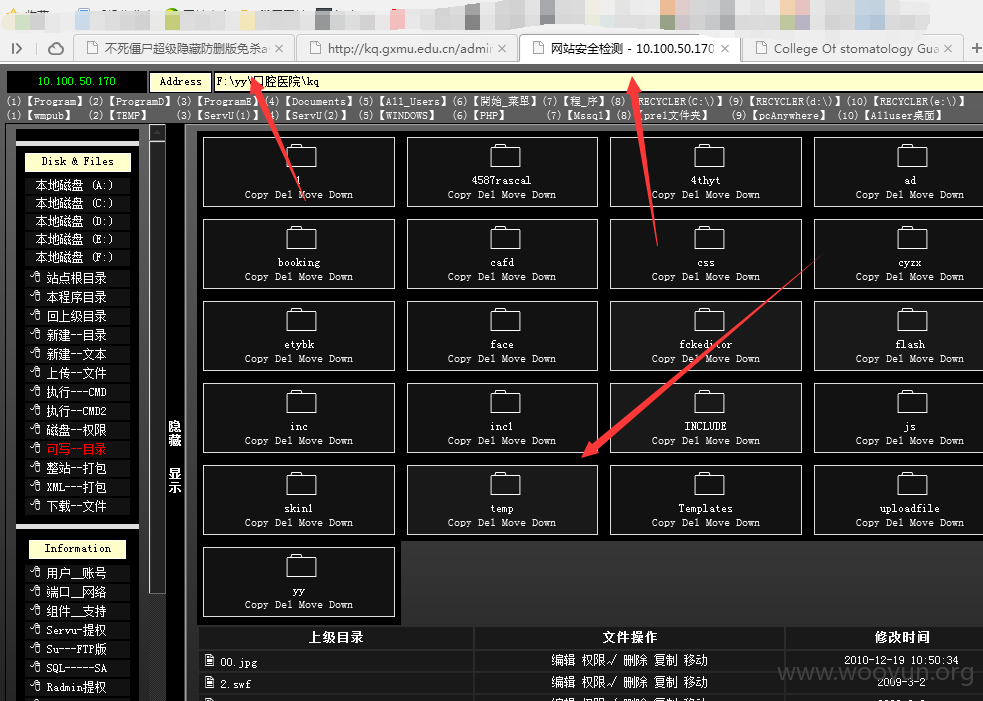 不死僵尸超级隐藏防删版免杀a
http://kq.gxmu.edu.cn/admin
网站安全检测 - 10.100.50.170
College Of stomatology Gua
10.100.50.170 Address F:\yy\口腔医院\kq
(1)【Program】(2)【ProgramD】(3)【ProgramE】(4)【Documents】(5)【All_Users】(6)【開始_菜單】(7)【程_序】(8)【RECYCLER(C:\)】(9)【RECYCLER(d:\)】(10)【RECYCLER(e:\)】
(1)【wmpub】(2)【TEMP】(3)【ServU(1)】(4)【ServU(2)】(5)【WINDOWS】(6)【PHP】(7)【Mssql】(8)【prel文件夹】(9)【pcAnywhere】(10)【Alluser桌面】
Disk & Files
本地磁盘 (A:)
本地磁盘 (C:)
本地磁盘 (D:)
本地磁盘 (E:)
本地磁盘 (F:)
站点根目录
本程序目录
回上级目录
新建--目录
新建--文本
上传--文件
执行---CMD
执行---CMD2
磁盘--权限
可写--目录
整站--打包
XML---打包
下载--文件
Information
用户__账号
端口__网络
组件__支持
Servu-提权
Su---FTP版
SQL-----SA
Radmin提权
隐藏
显示
1 4587rascal 4thyt ad
Copy Del Move Down Copy Del Move Down Copy Del Move Down Copy Del Move Down
booking cafd css cyzx
Copy Del Move Down Copy Del Move Down Copy Del Move Down Copy Del Move Down
etybk face fckeditor flash
Copy Del Move Down Copy Del Move Down Copy Del Move Down Copy Del Move Down
inc incl INCLUDE js
Copy Del Move Down Copy Del Move Down Copy Del Move Down Copy Del Move Down
skin1 temp Templates uploadfile
Copy Del Move Down Copy Del Move Down Copy Del Move Down Copy Del Move Down
yy
Copy Del Move Down
上级目录 文件操作 修改时间
00.jpg 编辑 权限√ 删除 复制 移动 2010-12-19 10:50:34
2.swf 编辑 权限√ 删除 复制 移动 2009-3-2
www.wooyun.org